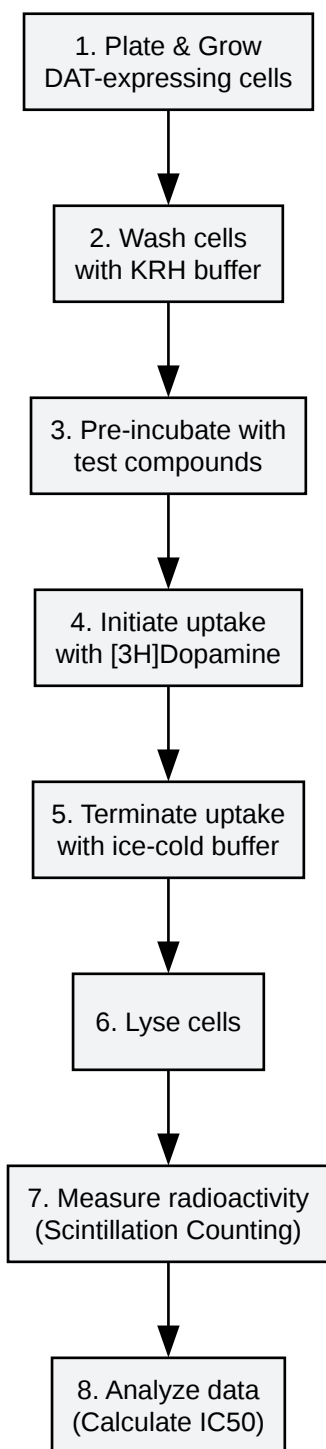 1. Plate & Grow
DAT-expressing cells
2. Wash cells
with KRH buffer
3. Pre-incubate with
test compounds
4. Initiate uptake
with [3H]Dopamine
5. Terminate uptake
with ice-cold buffer
6. Lyse cells
7. Measure radioactivity
(Scintillation Counting)
8. Analyze data
(Calculate IC50)